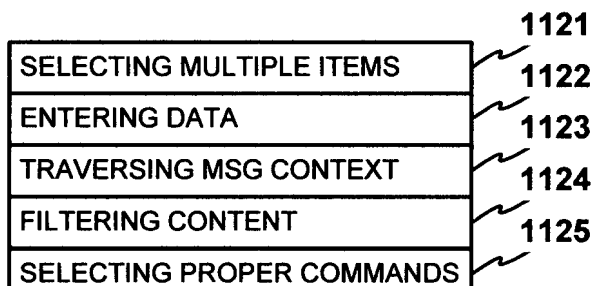 1121
SELECTING MULTIPLE ITEMS
1122
ENTERING DATA
1123
TRAVERSING MSG CONTEXT
1124
FILTERING CONTENT
1125
SELECTING PROPER COMMANDS